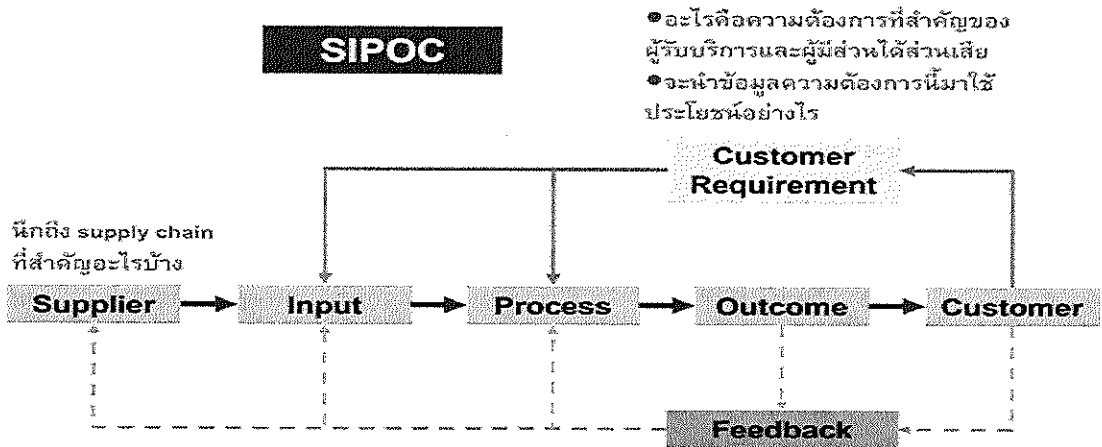 SIPOC
●อะไรคือความต้องการที่สำคัญของ
ผู้รับบริการและผู้มีส่วนได้ส่วนเสีย
●จะนำข้อมูลความต้องการนี้มาใช้
ประโยชน์อย่างไร
Customer
Requirement
นึกถึง supply chain
ที่สำคัญอะไรบ้าง
Supplier
Input
Process
Outcome
Customer
Feedback